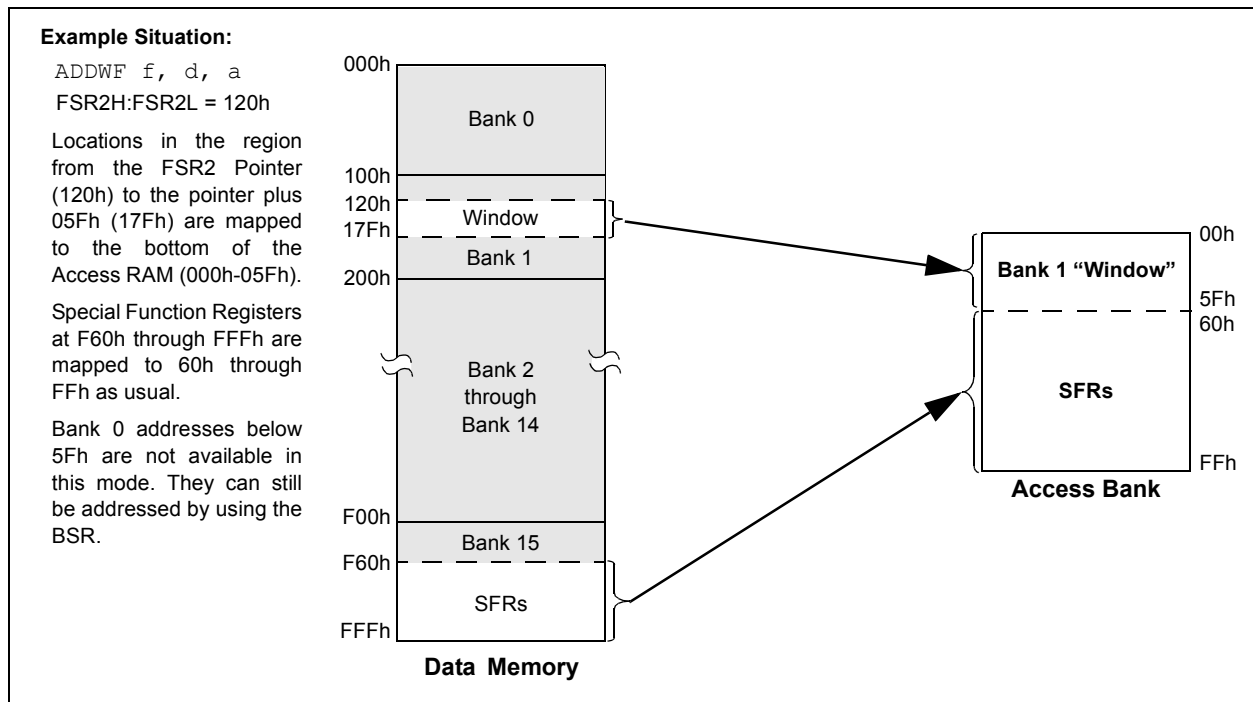 Example Situation:
ADDWF f, d, a
FSR2H:FSR2L = 120h
Locations in the region
from the FSR2 Pointer
(120h) to the pointer plus
05Fh (17Fh) are mapped
to the bottom of the
Access RAM (000h-05Fh).
Special Function Registers
at F60h through FFFh are
mapped to 60h through
FFh as usual.
Bank 0 addresses below
5Fh are not available in
this mode. They can still
be addressed by using the
BSR.
000h
Bank 0
100h
120h
Window
17Fh
Bank 1
200h
Bank 2
through
Bank 14
F00h
Bank 15
F60h
SFRs
FFFh
Data Memory
00h
Bank 1 “Window”
5Fh
60h
SFRs
FFh
Access Bank